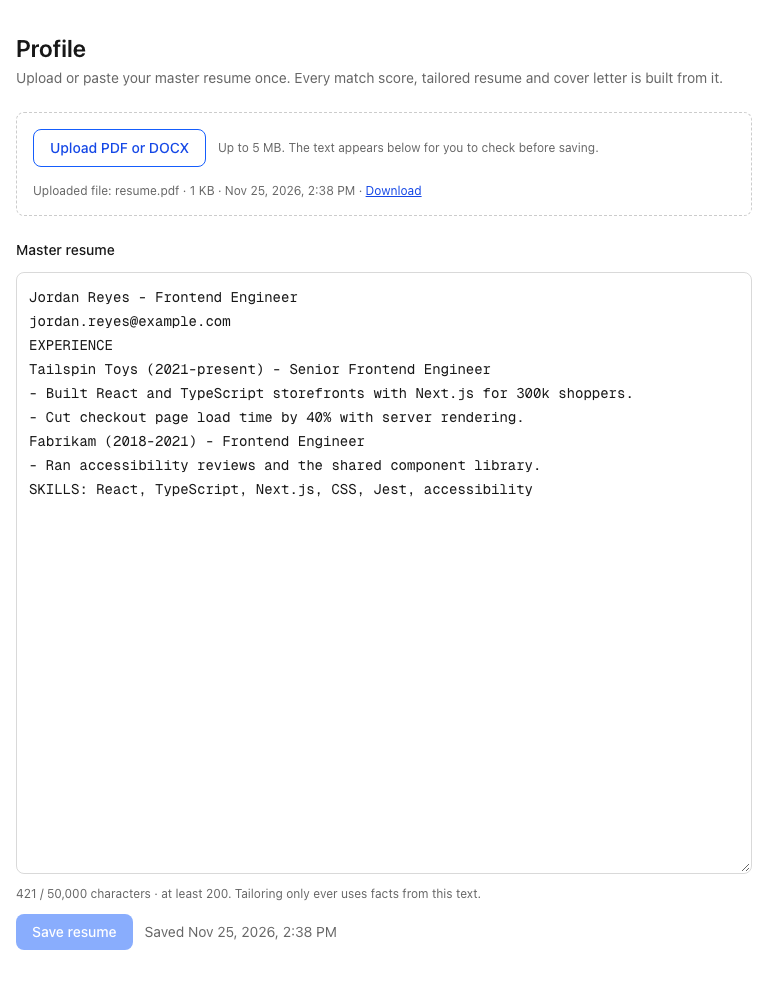 Profile
Upload or paste your master resume once. Every match score, tailored resume and cover letter is built from it.
Upload PDF or DOCX
Up to 5 MB. The text appears below for you to check before saving.
Uploaded file: resume.pdf · 1 KB · Nov 25, 2026, 2:38 PM · Download
Master resume
Jordan Reyes - Frontend Engineer
jordan.reyes@example.com
EXPERIENCE
Tailspin Toys (2021-present) - Senior Frontend Engineer
- Built React and TypeScript storefronts with Next.js for 300k shoppers.
- Cut checkout page load time by 40% with server rendering.
Fabrikam (2018-2021) - Frontend Engineer
- Ran accessibility reviews and the shared component library.
SKILLS: React, TypeScript, Next.js, CSS, Jest, accessibility
421 / 50,000 characters · at least 200. Tailoring only ever uses facts from this text.
Save resume
Saved Nov 25, 2026, 2:38 PM